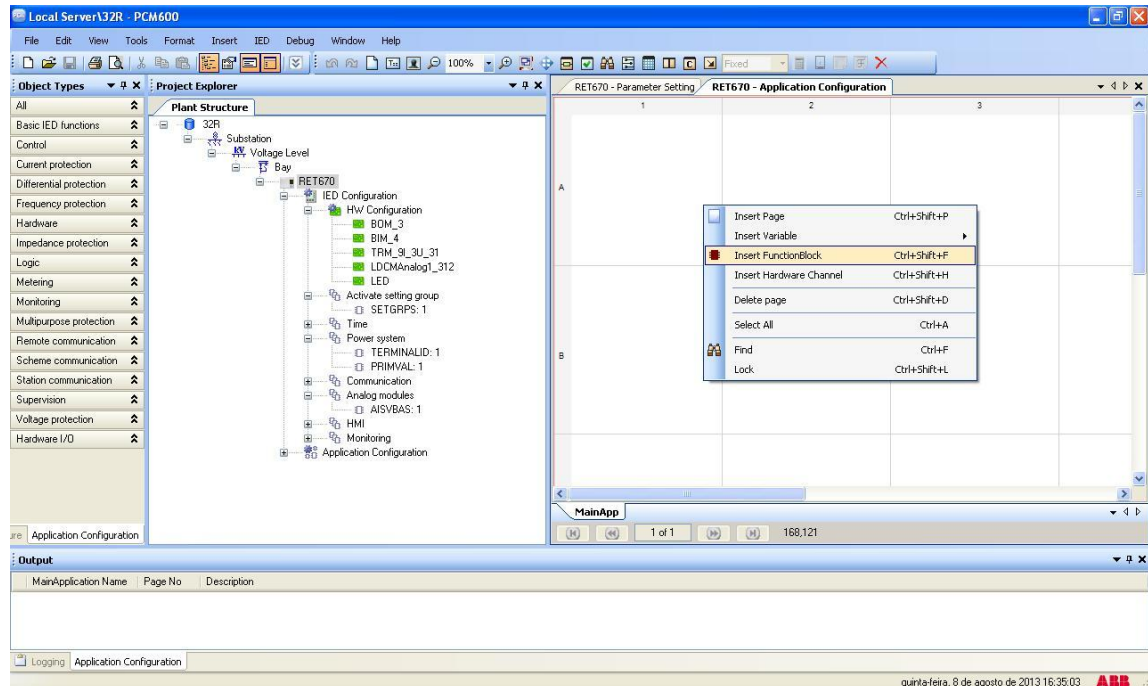 Local Server\32R - PCM600
File Edit View Tools Format Insert IED Debug Window Help
100%
Fixed
Object Types
Project Explorer
RET670 - Parameter Setting
RET670 - Application Configuration
All
Basic IED functions
Control
Current protection
Differential protection
Frequency protection
Hardware
Impedance protection
Logic
Metering
Monitoring
Multipurpose protection
Remote communication
Scheme communication
Station communication
Supervision
Voltage protection
Hardware I/O
Plant Structure
32R
Substation
Voltage Level
Bay
RET670
IED Configuration
HW Configuration
BOM_3
BIM_4
TRM_9I_3U_31
LDCMAnalog1_312
LED
Activate setting group
SETGRPS: 1
Time
Power system
TERMINALID: 1
PRIMVAL: 1
Communication
Analog modules
AISVBAS: 1
HMI
Monitoring
Application Configuration
1 2 3
A
B
Insert Page Ctrl+Shift+P
Insert Variable
Insert FunctionBlock Ctrl+Shift+F
Insert Hardware Channel Ctrl+Shift+H
Delete page Ctrl+Shift+D
Select All Ctrl+A
Find Ctrl+F
Lock Ctrl+Shift+L
MainApp
1 of 1
168,121
ure Application Configuration
Output
MainApplication Name Page No Description
Logging Application Configuration
quinta-feira, 8 de agosto de 2013 16:35:03 ABB